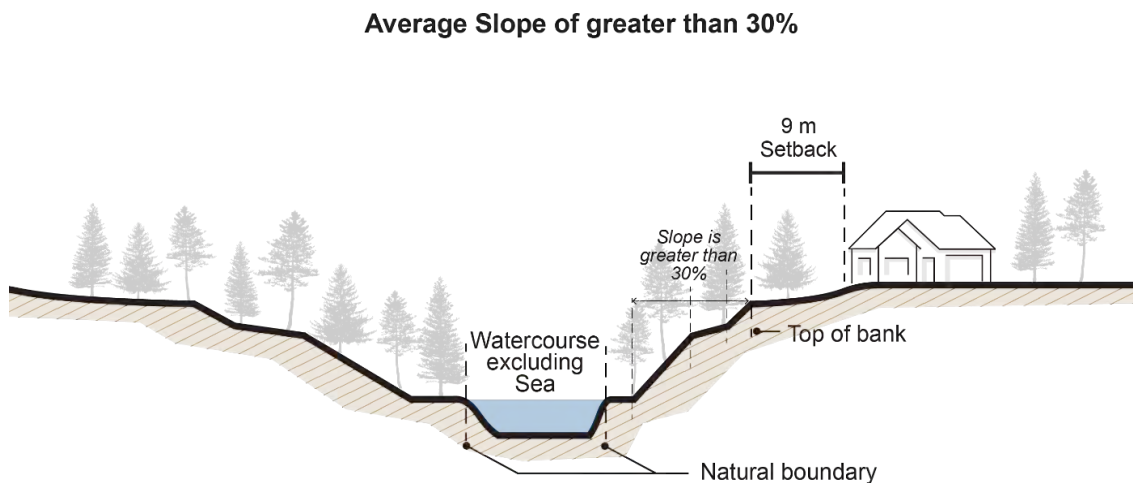 Average Slope of greater than 30%
9 m
Setback
Slope is
greater than
30%
Watercourse
excluding
Sea
Top of bank
Natural boundary